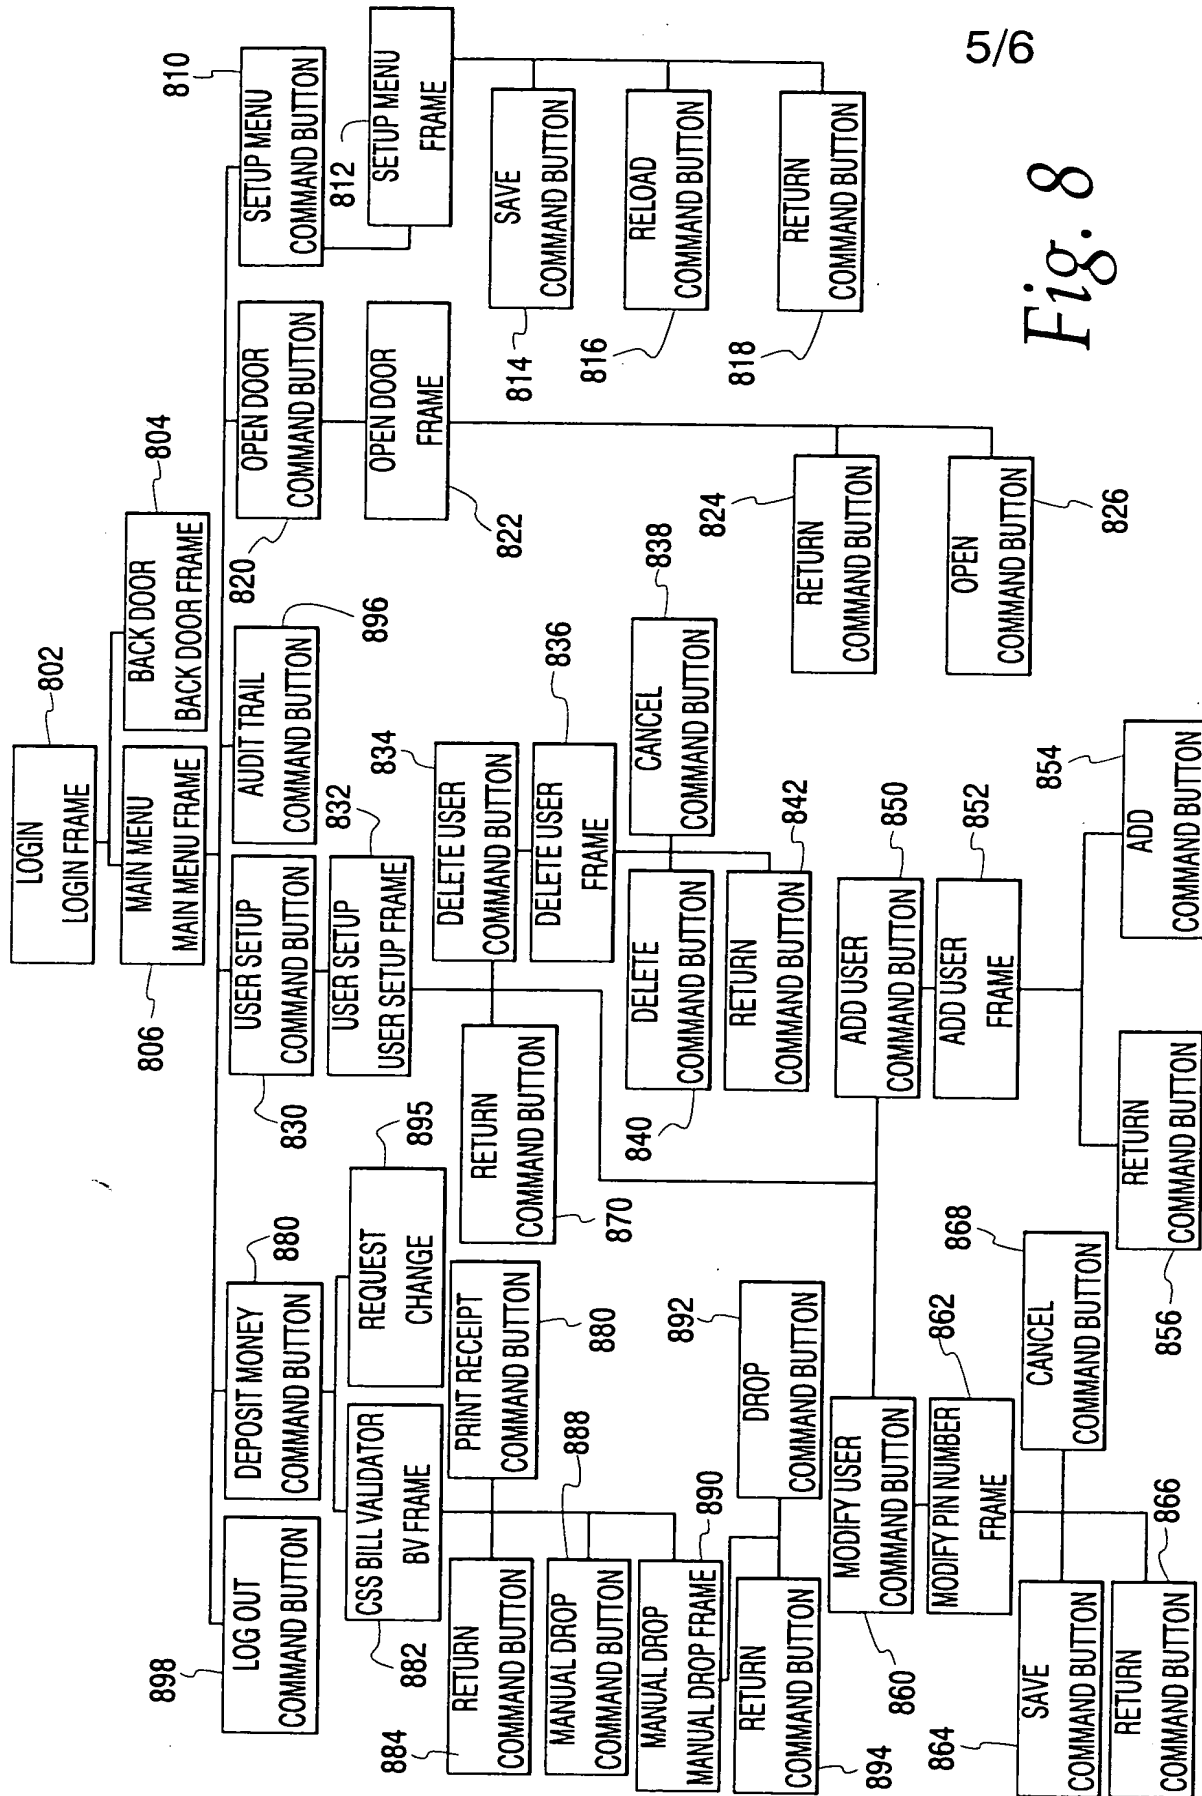 5/6
LOGIN
LOGIN FRAME
802
MAIN MENU
MAIN MENU FRAME
806
BACK DOOR
BACK DOOR FRAME
804
LOG OUT
COMMAND BUTTON
898
DEPOSIT MONEY
COMMAND BUTTON
880
USER SETUP
COMMAND BUTTON
830
AUDIT TRAIL
COMMAND BUTTON
896
OPEN DOOR
COMMAND BUTTON
820
SETUP MENU
COMMAND BUTTON
810
CSS BILL VALIDATOR
BV FRAME
882
REQUEST
CHANGE
895
USER SETUP
USER SETUP FRAME
832
OPEN DOOR
FRAME
822
SETUP MENU
FRAME
812
RETURN
COMMAND BUTTON
884
PRINT RECEIPT
COMMAND BUTTON
880
RETURN
COMMAND BUTTON
870
DELETE USER
COMMAND BUTTON
834
SAVE
COMMAND BUTTON
814
MANUAL DROP
COMMAND BUTTON
888
DELETE USER
FRAME
836
MANUAL DROP
MANUAL DROP FRAME
890
DELETE
COMMAND BUTTON
840
CANCEL
COMMAND BUTTON
838
RELOAD
COMMAND BUTTON
816
RETURN
COMMAND BUTTON
894
DROP
COMMAND BUTTON
892
RETURN
COMMAND BUTTON
842
RETURN
COMMAND BUTTON
824
RETURN
COMMAND BUTTON
818
MODIFY USER
COMMAND BUTTON
860
ADD USER
COMMAND BUTTON
850
MODIFY PIN NUMBER
FRAME
862
ADD USER
FRAME
852
OPEN
COMMAND BUTTON
826
SAVE
COMMAND BUTTON
864
CANCEL
COMMAND BUTTON
868
RETURN
COMMAND BUTTON
866
RETURN
COMMAND BUTTON
856
ADD
COMMAND BUTTON
854
Fig. 8